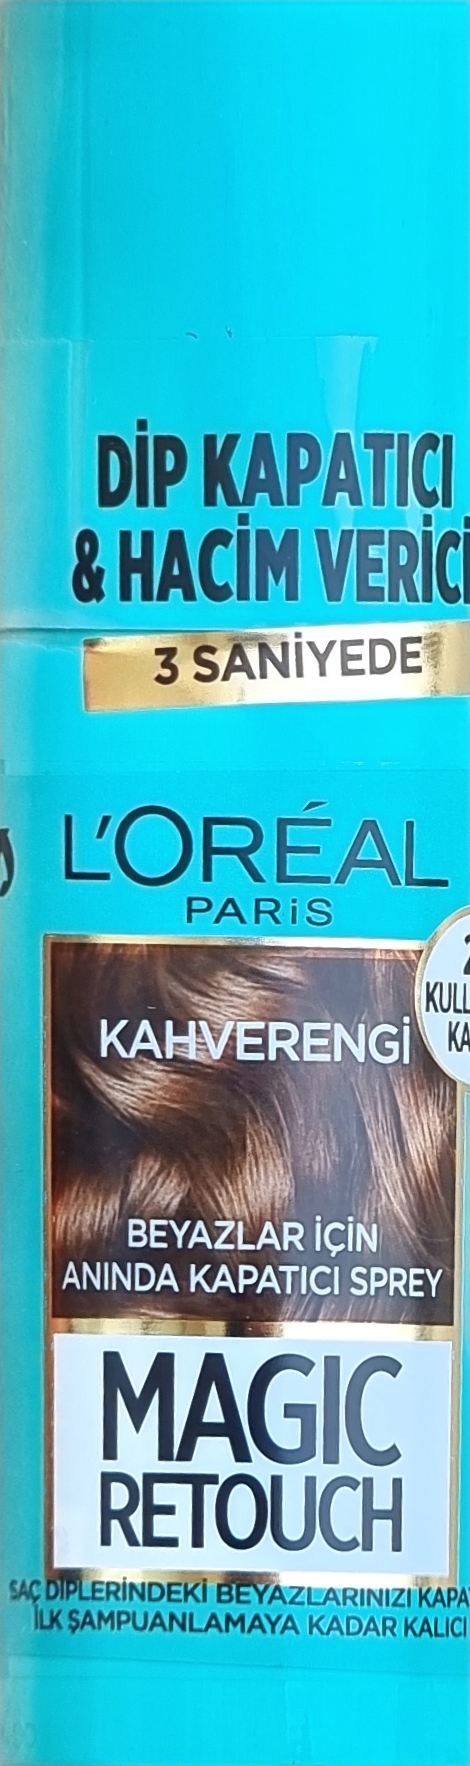 DİP KAPATICI
& HACİM VERİCİ
3 SANİYEDE
L'ORÉAL
PARiS
KAHVERENGİ
BEYAZLAR İÇİN
ANINDA KAPATICI SPREY
MAGIC
RETOUCH
SAÇ DİPLERİNDEKİ BEYAZLARINIZI
İLK ŞAMPUANLAMAYA KADAR KALICI